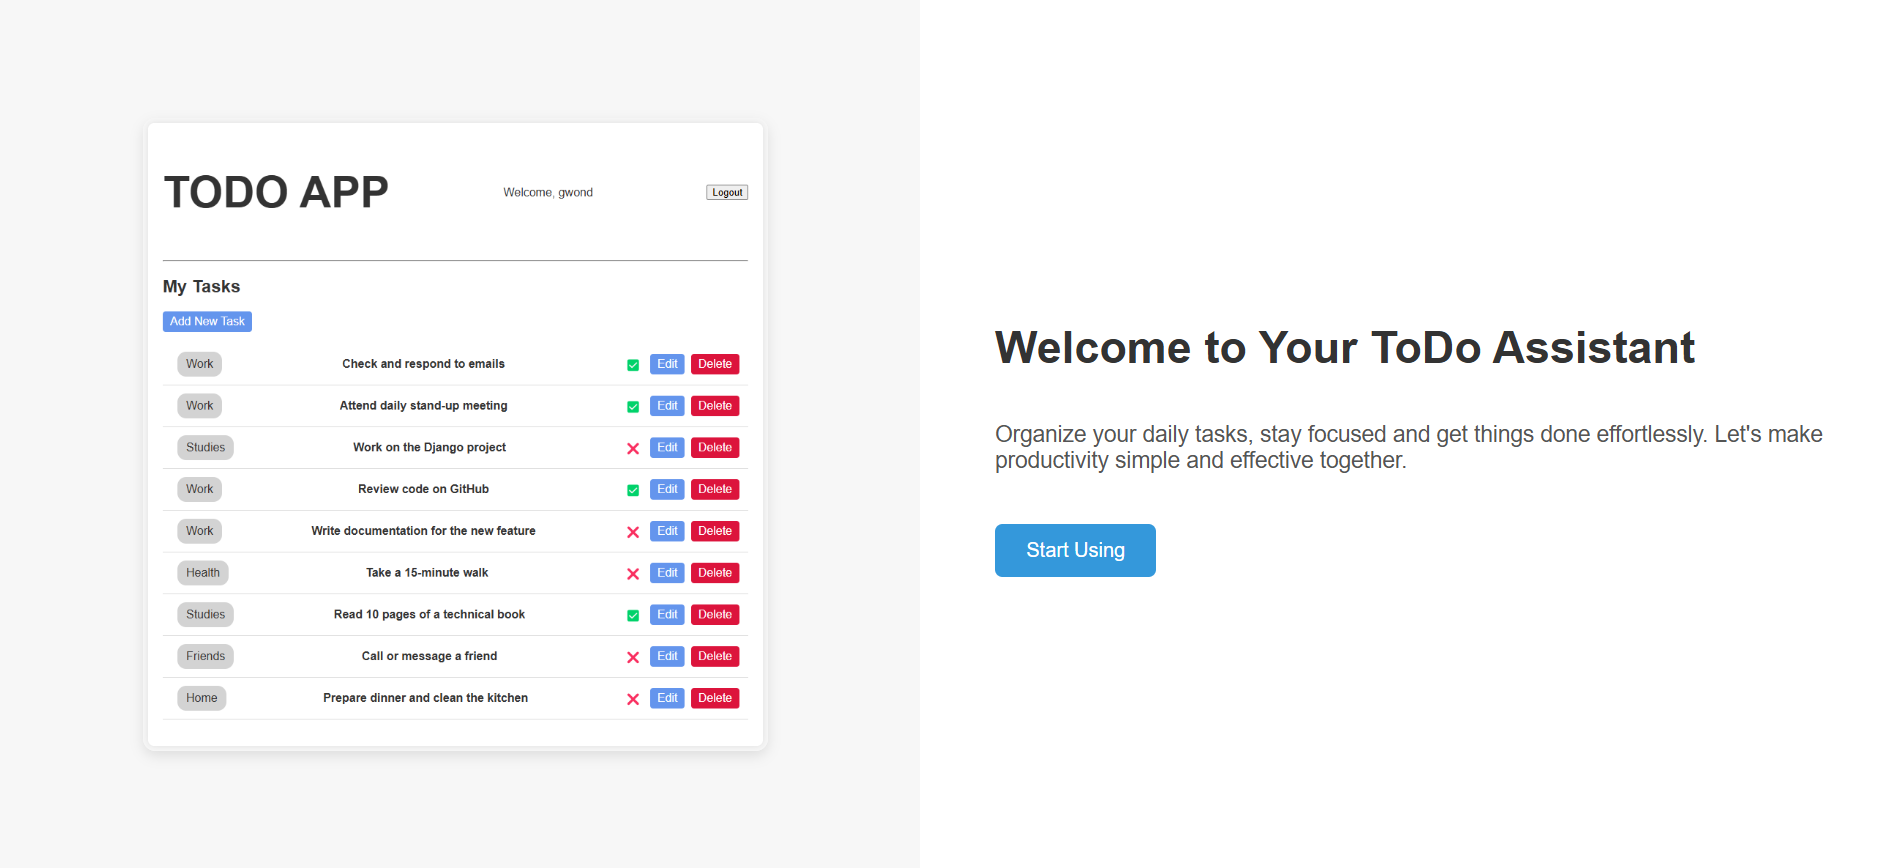 TODO APP
Welcome, gwond
Logout
My Tasks
Add New Task
Work Check and respond to emails Edit Delete
Work Attend daily stand-up meeting Edit Delete
Studies Work on the Django project Edit Delete
Work Review code on GitHub Edit Delete
Work Write documentation for the new feature Edit Delete
Health Take a 15-minute walk Edit Delete
Studies Read 10 pages of a technical book Edit Delete
Friends Call or message a friend Edit Delete
Home Prepare dinner and clean the kitchen Edit Delete
Welcome to Your ToDo Assistant
Organize your daily tasks, stay focused and get things done effortlessly. Let's make
productivity simple and effective together.
Start Using